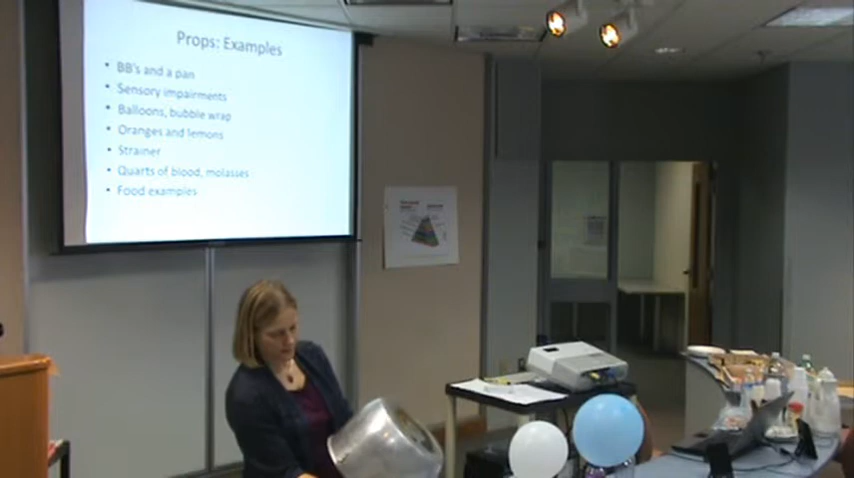 Props: Examples
• BB's and a pan
• Sensory impairments
• Balloons, bubble wrap
• Oranges and lemons
• Strainer
• Quarts of blood, molasses
• Food examples